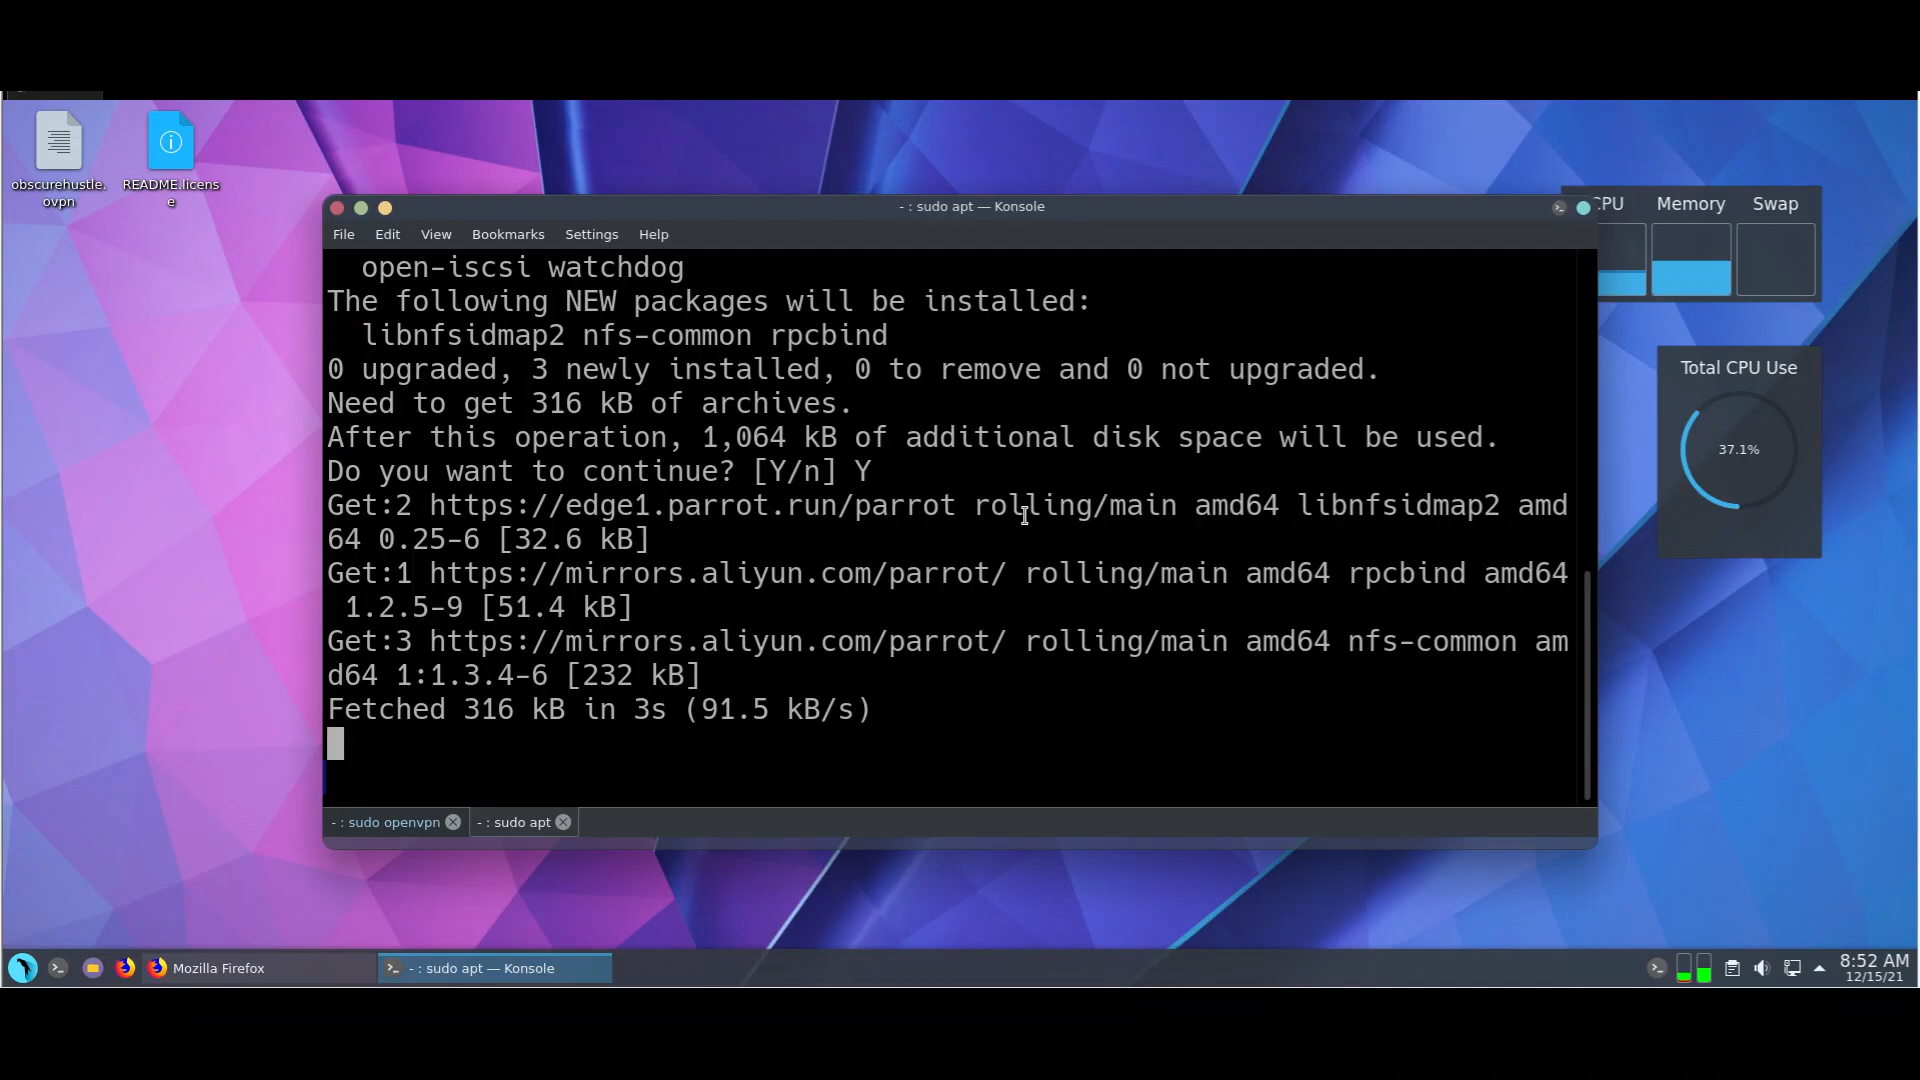 obscurehustle.
ovpn
README.licens
e
- : sudo apt — Konsole
File Edit View Bookmarks Settings Help
open-iscsi watchdog
The following NEW packages will be installed:
libnfsidmap2 nfs-common rpcbind
0 upgraded, 3 newly installed, 0 to remove and 0 not upgraded.
Need to get 316 kB of archives.
After this operation, 1,064 kB of additional disk space will be used.
Do you want to continue? [Y/n] Y
Get:2 https://edge1.parrot.run/parrot rolling/main amd64 libnfsidmap2 amd
64 0.25-6 [32.6 kB]
Get:1 https://mirrors.aliyun.com/parrot/ rolling/main amd64 rpcbind amd64
1.2.5-9 [51.4 kB]
Get:3 https://mirrors.aliyun.com/parrot/ rolling/main amd64 nfs-common am
d64 1:1.3.4-6 [232 kB]
Fetched 316 kB in 3s (91.5 kB/s)
- : sudo openvpn - : sudo apt
CPU Memory Swap
Total CPU Use
37.1%
Mozilla Firefox
- : sudo apt — Konsole
8:52 AM
12/15/21